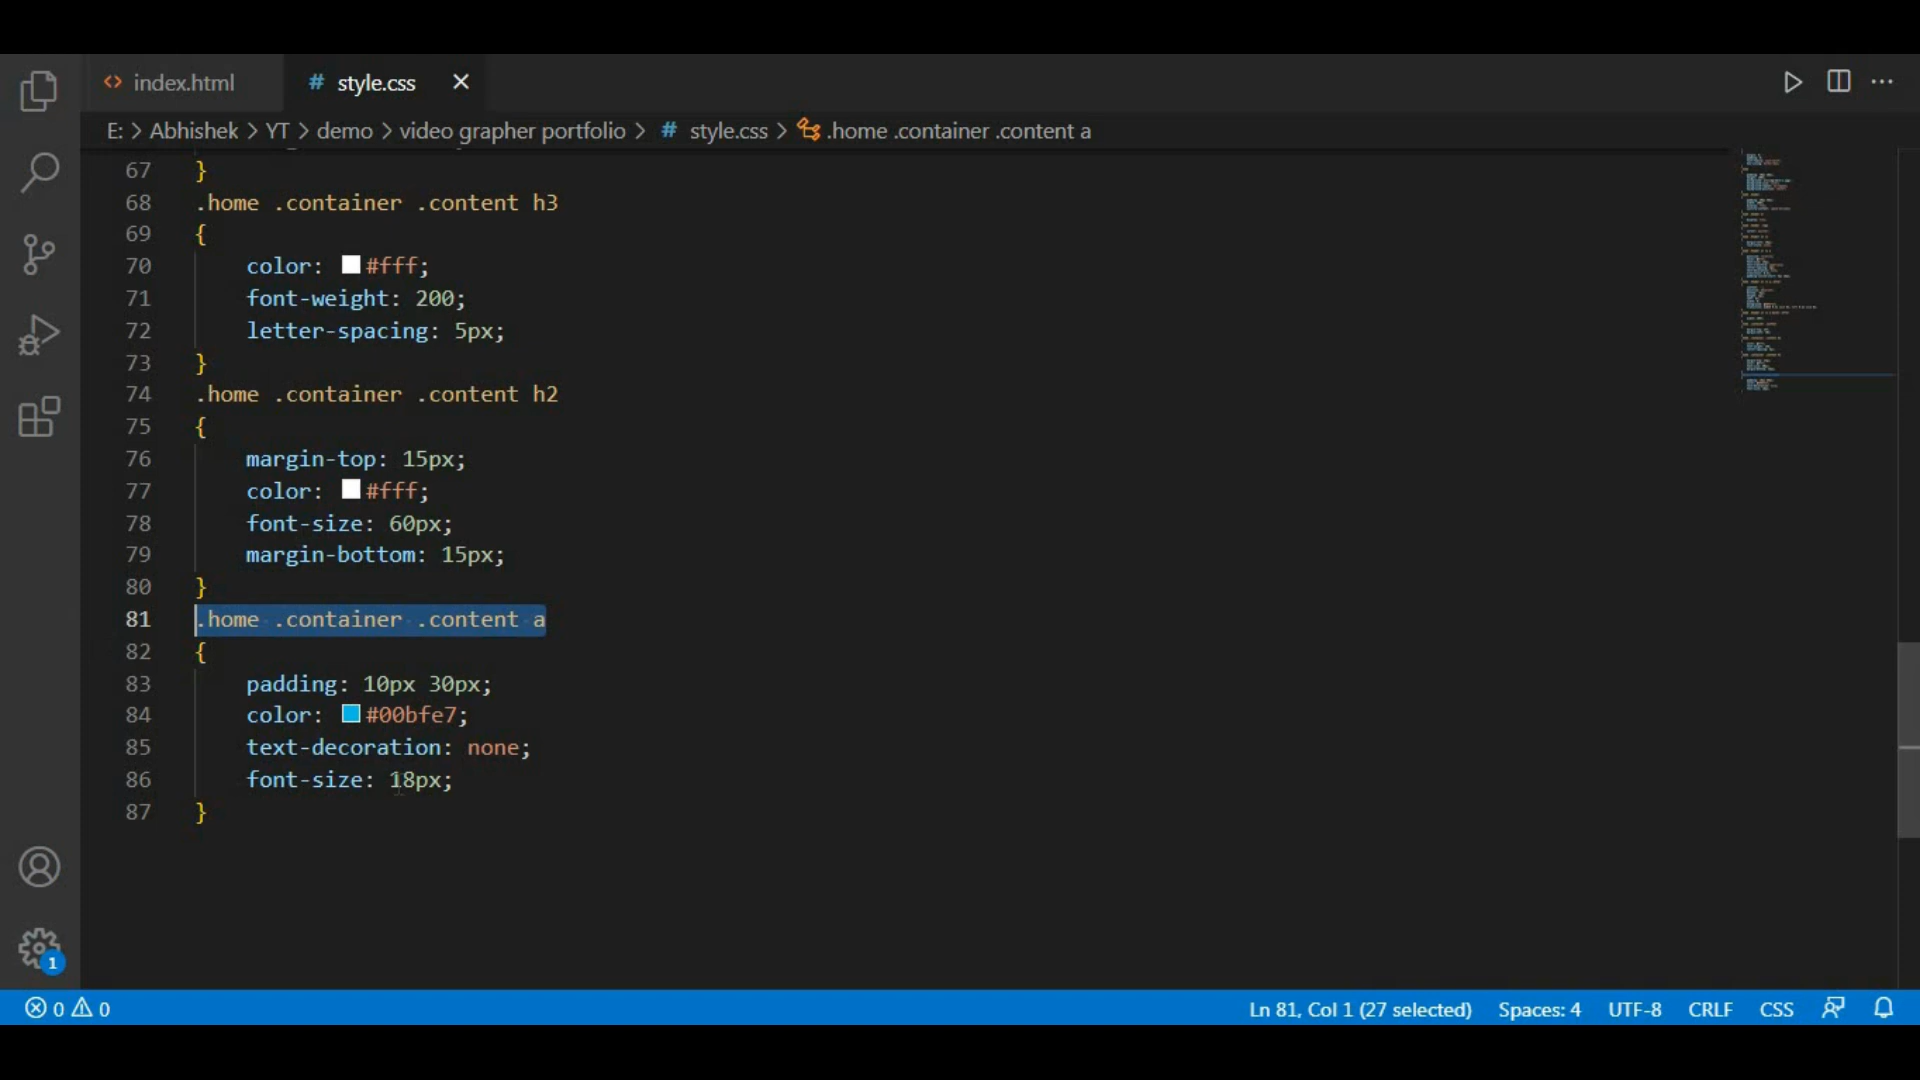 index.html
style.css
E: > Abhishek > YT > demo > video grapher portfolio > # style.css > .home .container .content a
67 }
68 .home .container .content h3
69 {
70 color: #fff;
71 font-weight: 200;
72 letter-spacing: 5px;
73 }
74 .home .container .content h2
75 {
76 margin-top: 15px;
77 color: #fff;
78 font-size: 60px;
79 margin-bottom: 15px;
80 }
81 .home .container .content a
82 {
83 padding: 10px 30px;
84 color: #00bfe7;
85 text-decoration: none;
86 font-size: 18px;
87 }
1
0 0 Ln 81, Col 1 (27 selected) Spaces: 4 UTF-8 CRLF CSS